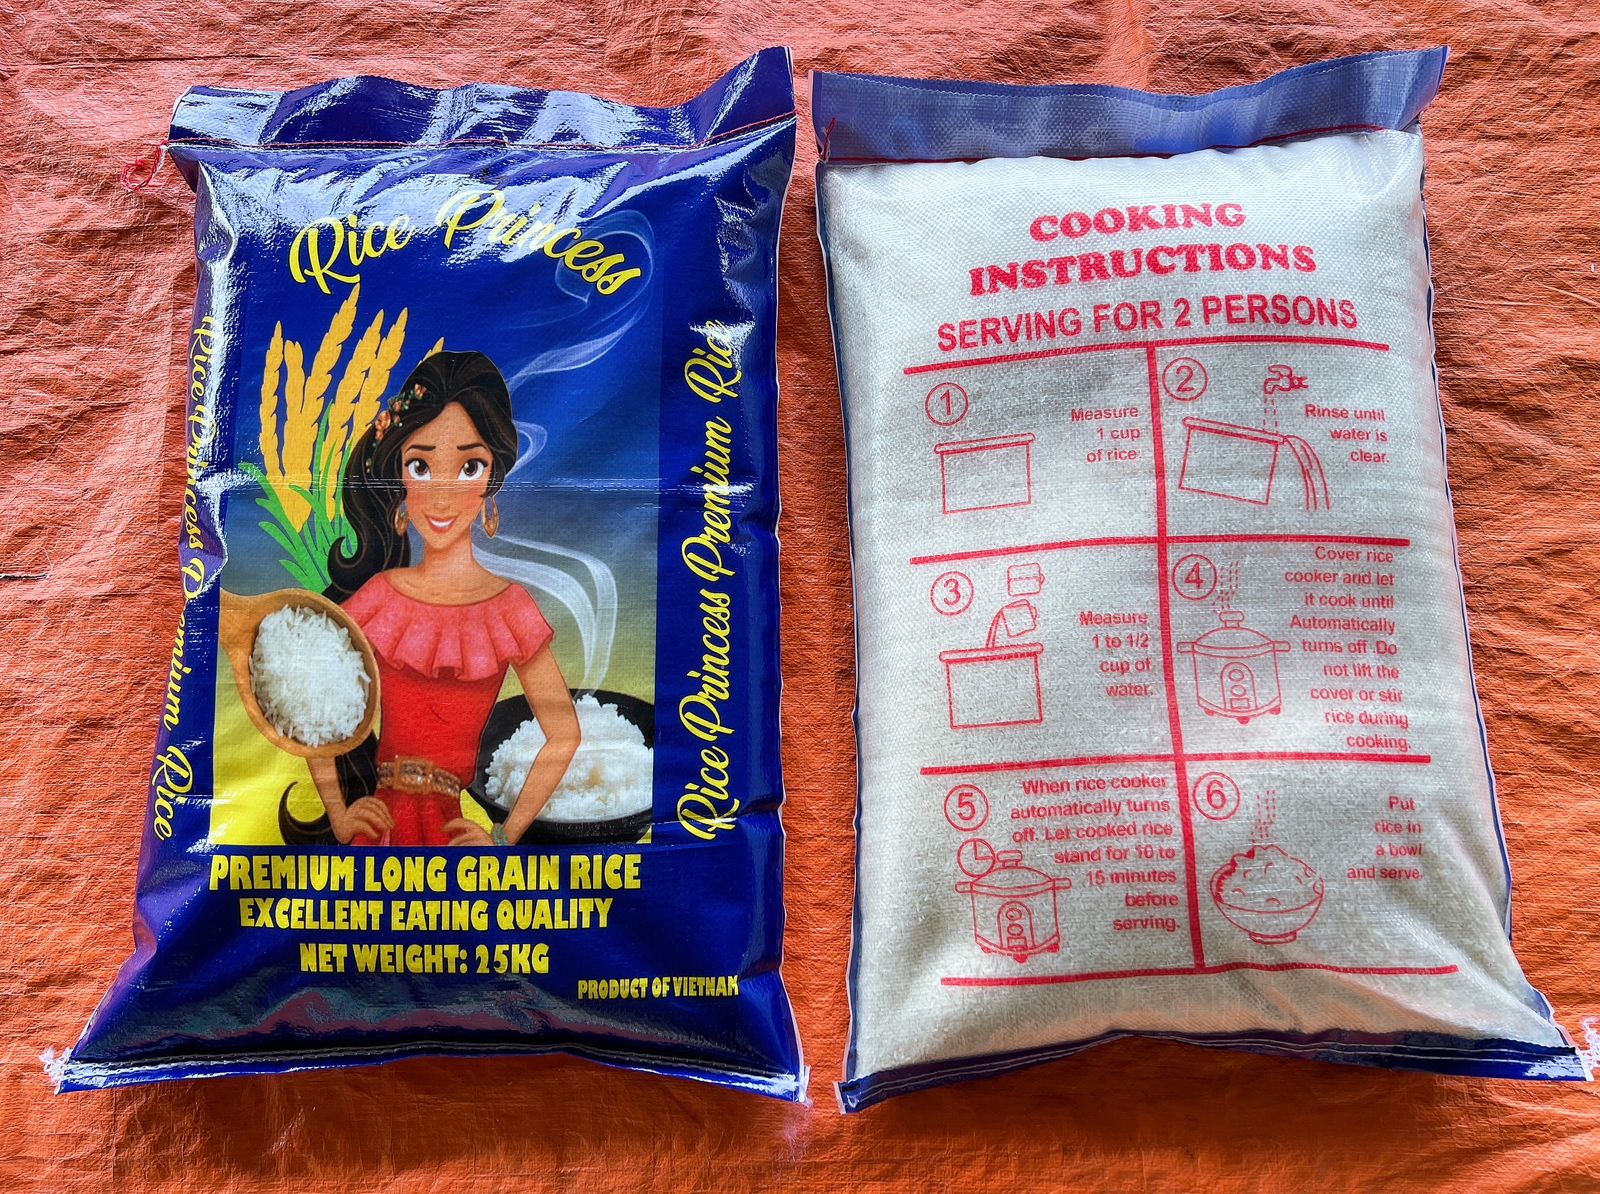 Rice Princess
Rice Princess Premium Rice
Rice Princess Premium Rice
PREMIUM LONG GRAIN RICE
EXCELLENT EATING QUALITY
NET WEIGHT: 25KG
PRODUCT OF VIETNAM
COOKING
INSTRUCTIONS
SERVING FOR 2 PERSONS
1
Measure
1 cup
of rice.
2
Rinse until
water is
clear.
3
Measure
1 to 1/2
cup of
water.
4
Cover rice
cooker and let
it cook until
Automatically
turns off. Do
not lift the
cover or stir
rice during
cooking.
5
When rice cooker
automatically turns
off. Let cooked rice
stand for 10 to
15 minutes
before
serving.
6
Put
rice in
a bowl
and serve.